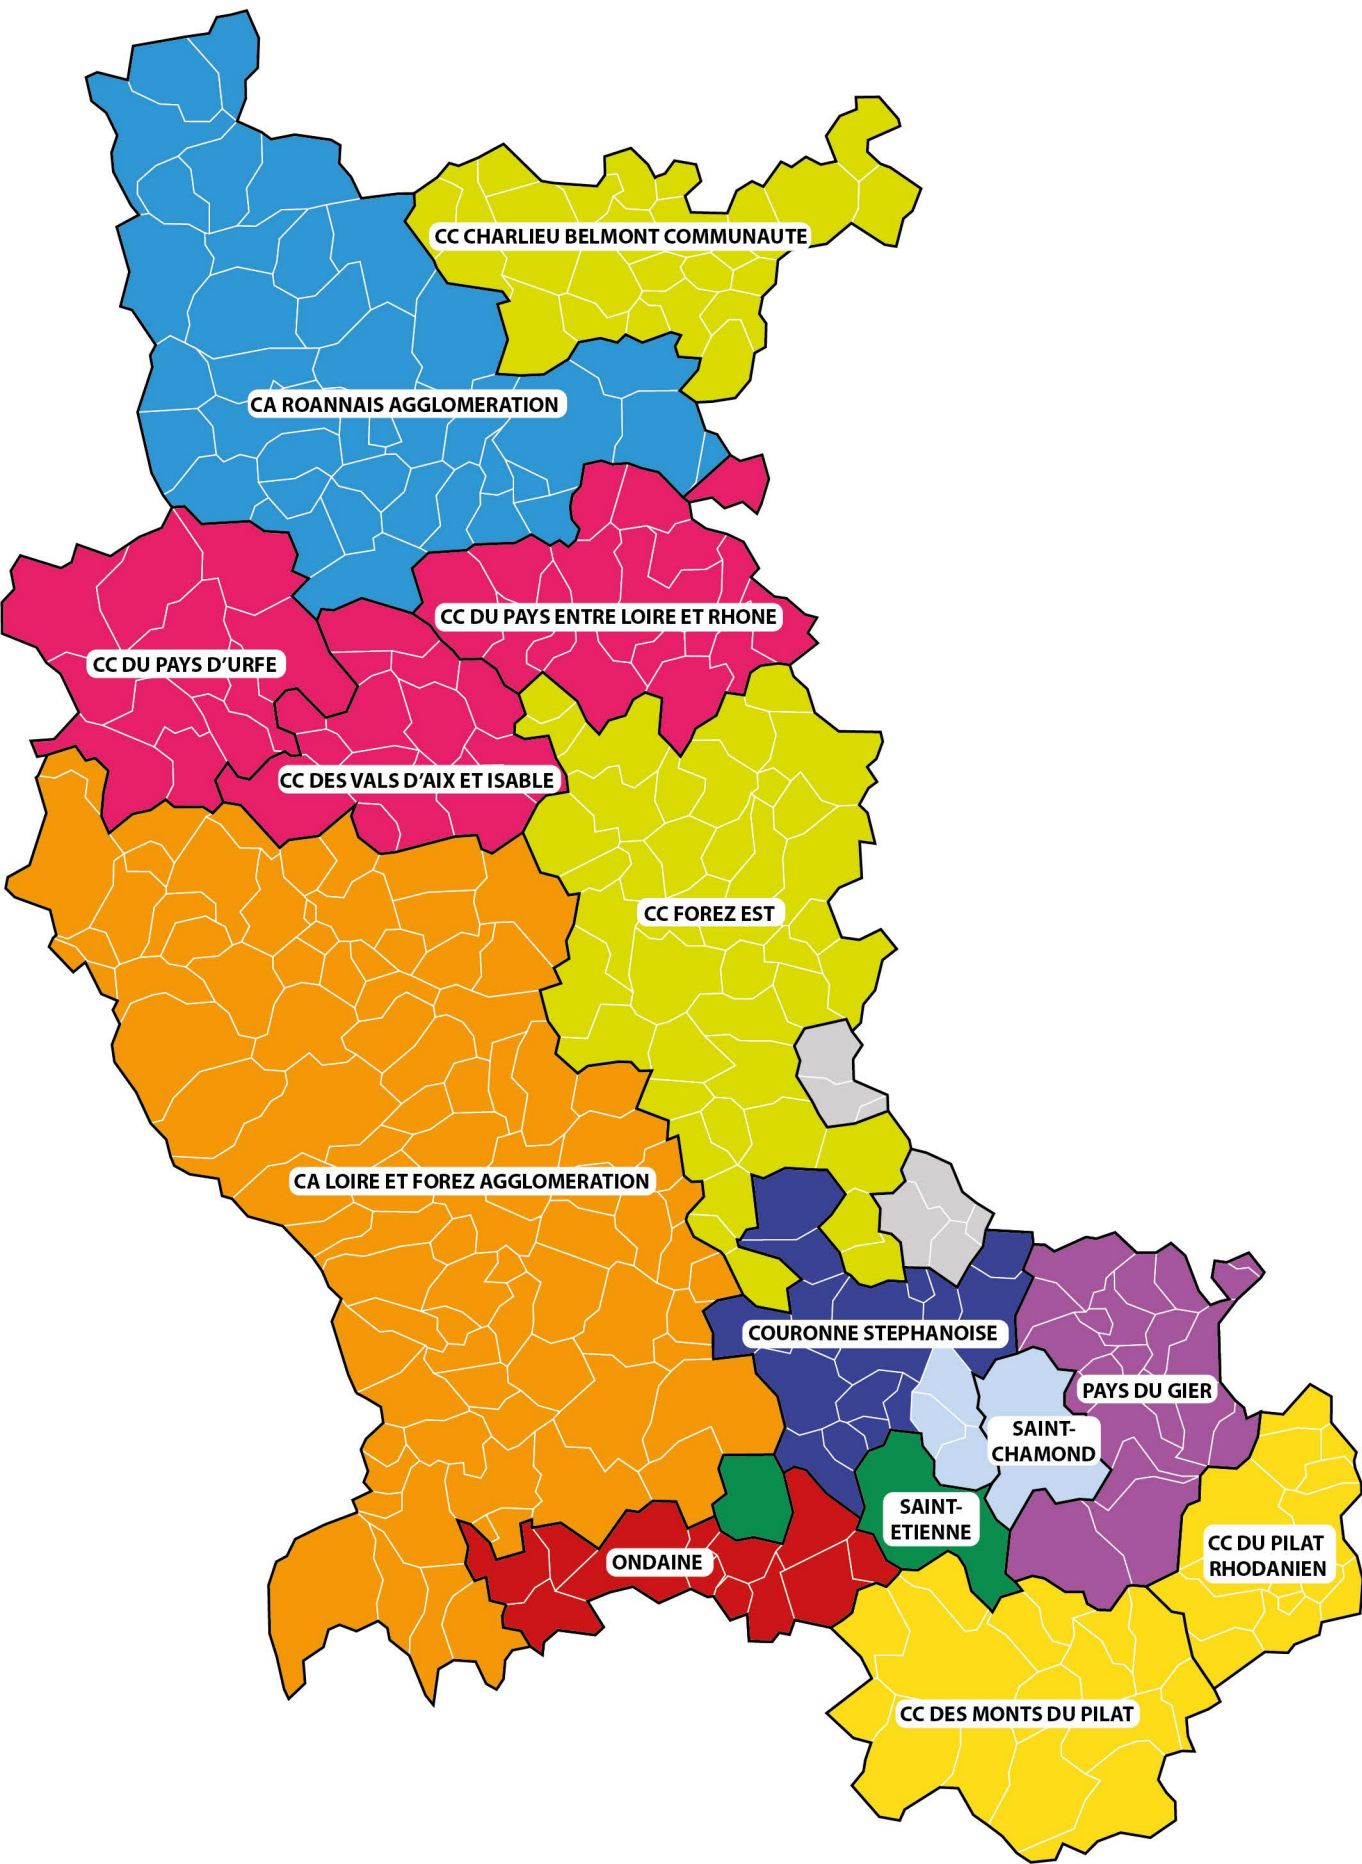 CC CHARLIEU BELMONT COMMUNAUTE
CA ROANNAIS AGGLOMERATION
CC DU PAYS ENTRE LOIRE ET RHONE
CC DU PAYS D'URFE
CC DES VALS D'AIX ET ISABLE
CC FOREZ EST
CA LOIRE ET FOREZ AGGLOMERATION
COURONNE STEPHANOISE
PAYS DU GIER
SAINT-
CHAMOND
SAINT-
ETIENNE
ONDAINE
CC DU PILAT
RHODANIEN
CC DES MONTS DU PILAT